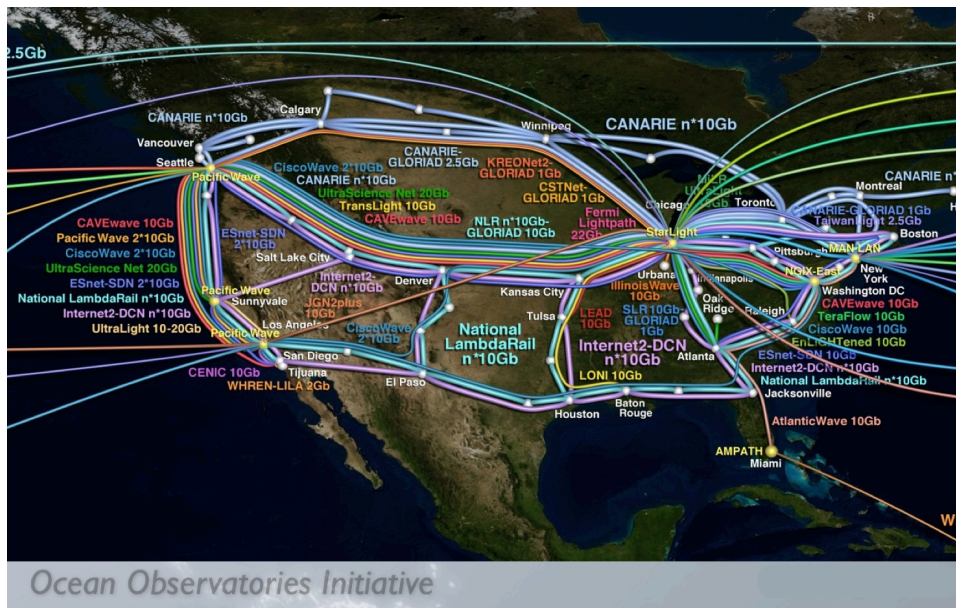 2.5Gb
Calgary
CANARIE n*10Gb
Winnipeg
CANARIE n*10Gb
Vancouver
Seattle
Pacific Wave
CANARIE-
GLORIAD 2.5Gb
KREONet2-
GLORIAD 1Gb
CiscoWave 2*10Gb
CANARIE n*10Gb
UltraScience Net 20Gb
TransLight 10Gb
CAVEwave 10Gb
CSTNet-
GLORIAD 1Gb
Fermi
Lightpath
22Gb
NLR n*10Gb-
GLORIAD 10Gb
Chicago
StarLight
MiLR
UltraLight
Toronto
Montreal
CANARIE n*
CANARIE-GLORIAD 1Gb
TaiwanLight 2.5Gb
Boston
Pittsburgh
MAN LAN
New
York
NGIX-East
Washington DC
CAVEwave 10Gb
Pacific Wave 2*10Gb
CiscoWave 2*10Gb
UltraScience Net 20Gb
ESnet-SDN 2*10Gb
National LambdaRail n*10Gb
Internet2-DCN n*10Gb
UltraLight 10-20Gb
ESnet-SDN
2*10Gb
Salt Lake City
Pacific Wave
Sunnyvale
Internet2-
DCN n*10Gb
JGN2plus
10Gb
Denver
Kansas City
Urbana
Indianapolis
IllinoisWave
10Gb
Oak
Ridge
Raleigh
Los Angeles
Pacific Wave
CiscoWave
2*10Gb
National
LambdaRail
n*10Gb
Tulsa
LEAD
10Gb
SLR 10Gb-
GLORIAD
1Gb
Internet2-DCN
n*10Gb
Atlanta
CAVEwave 10Gb
TeraFlow 10Gb
CiscoWave 10Gb
EnLIGHTened 10Gb
ESnet-SDN 10Gb
Internet2-DCN n*10Gb
National LambdaRail n*10Gb
San Diego
Tijuana
CENIC 10Gb
WHREN-LILA 2Gb
El Paso
LONI 10Gb
Houston
Baton
Rouge
Jacksonville
AtlanticWave 10Gb
AMPATH
Miami
W
Ocean Observatories Initiative